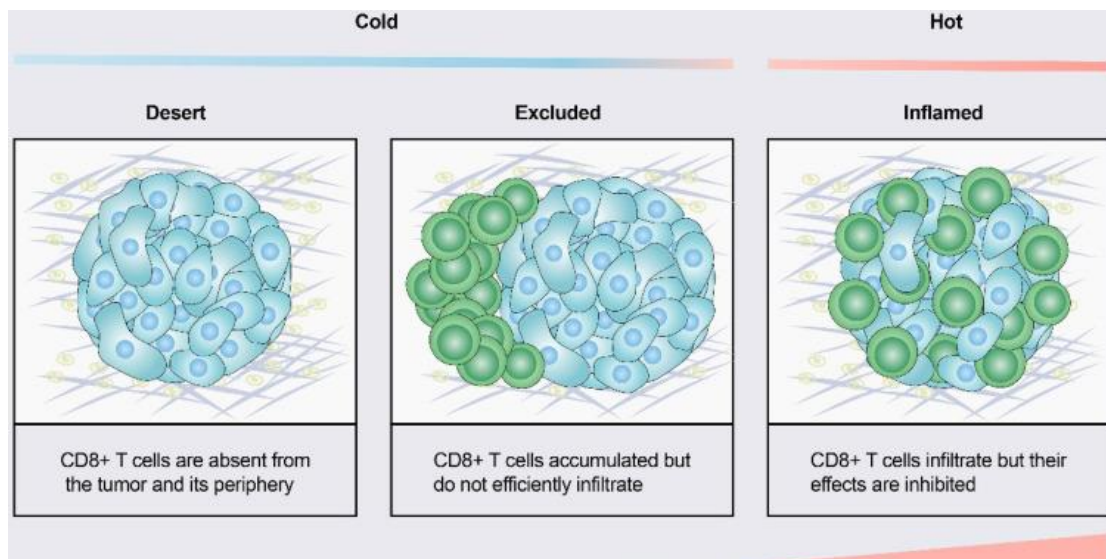 Cold
Hot
Desert
Excluded
Inflamed
CD8+ T cells are absent from
the tumor and its periphery
CD8+ T cells accumulated but
do not efficiently infiltrate
CD8+ T cells infiltrate but their
effects are inhibited